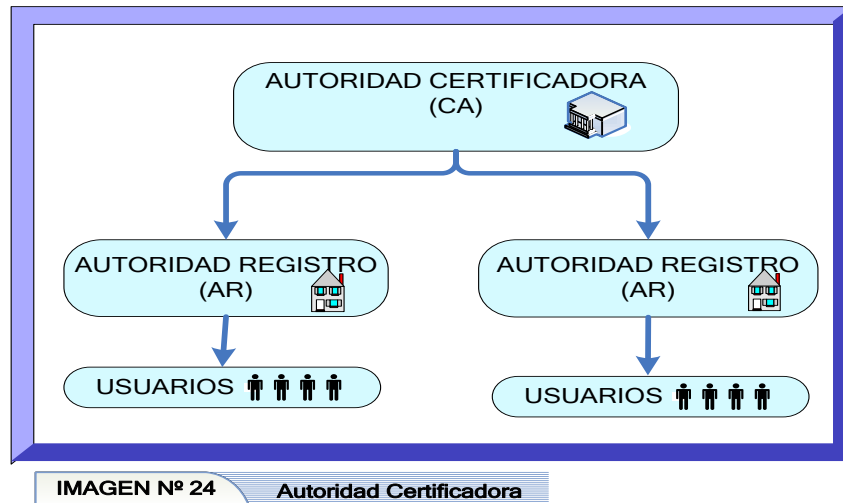 AUTORIDAD CERTIFICADORA
(CA)
AUTORIDAD REGISTRO
(AR)
AUTORIDAD REGISTRO
(AR)
USUARIOS
USUARIOS
IMAGEN Nº 24
Autoridad Certificadora